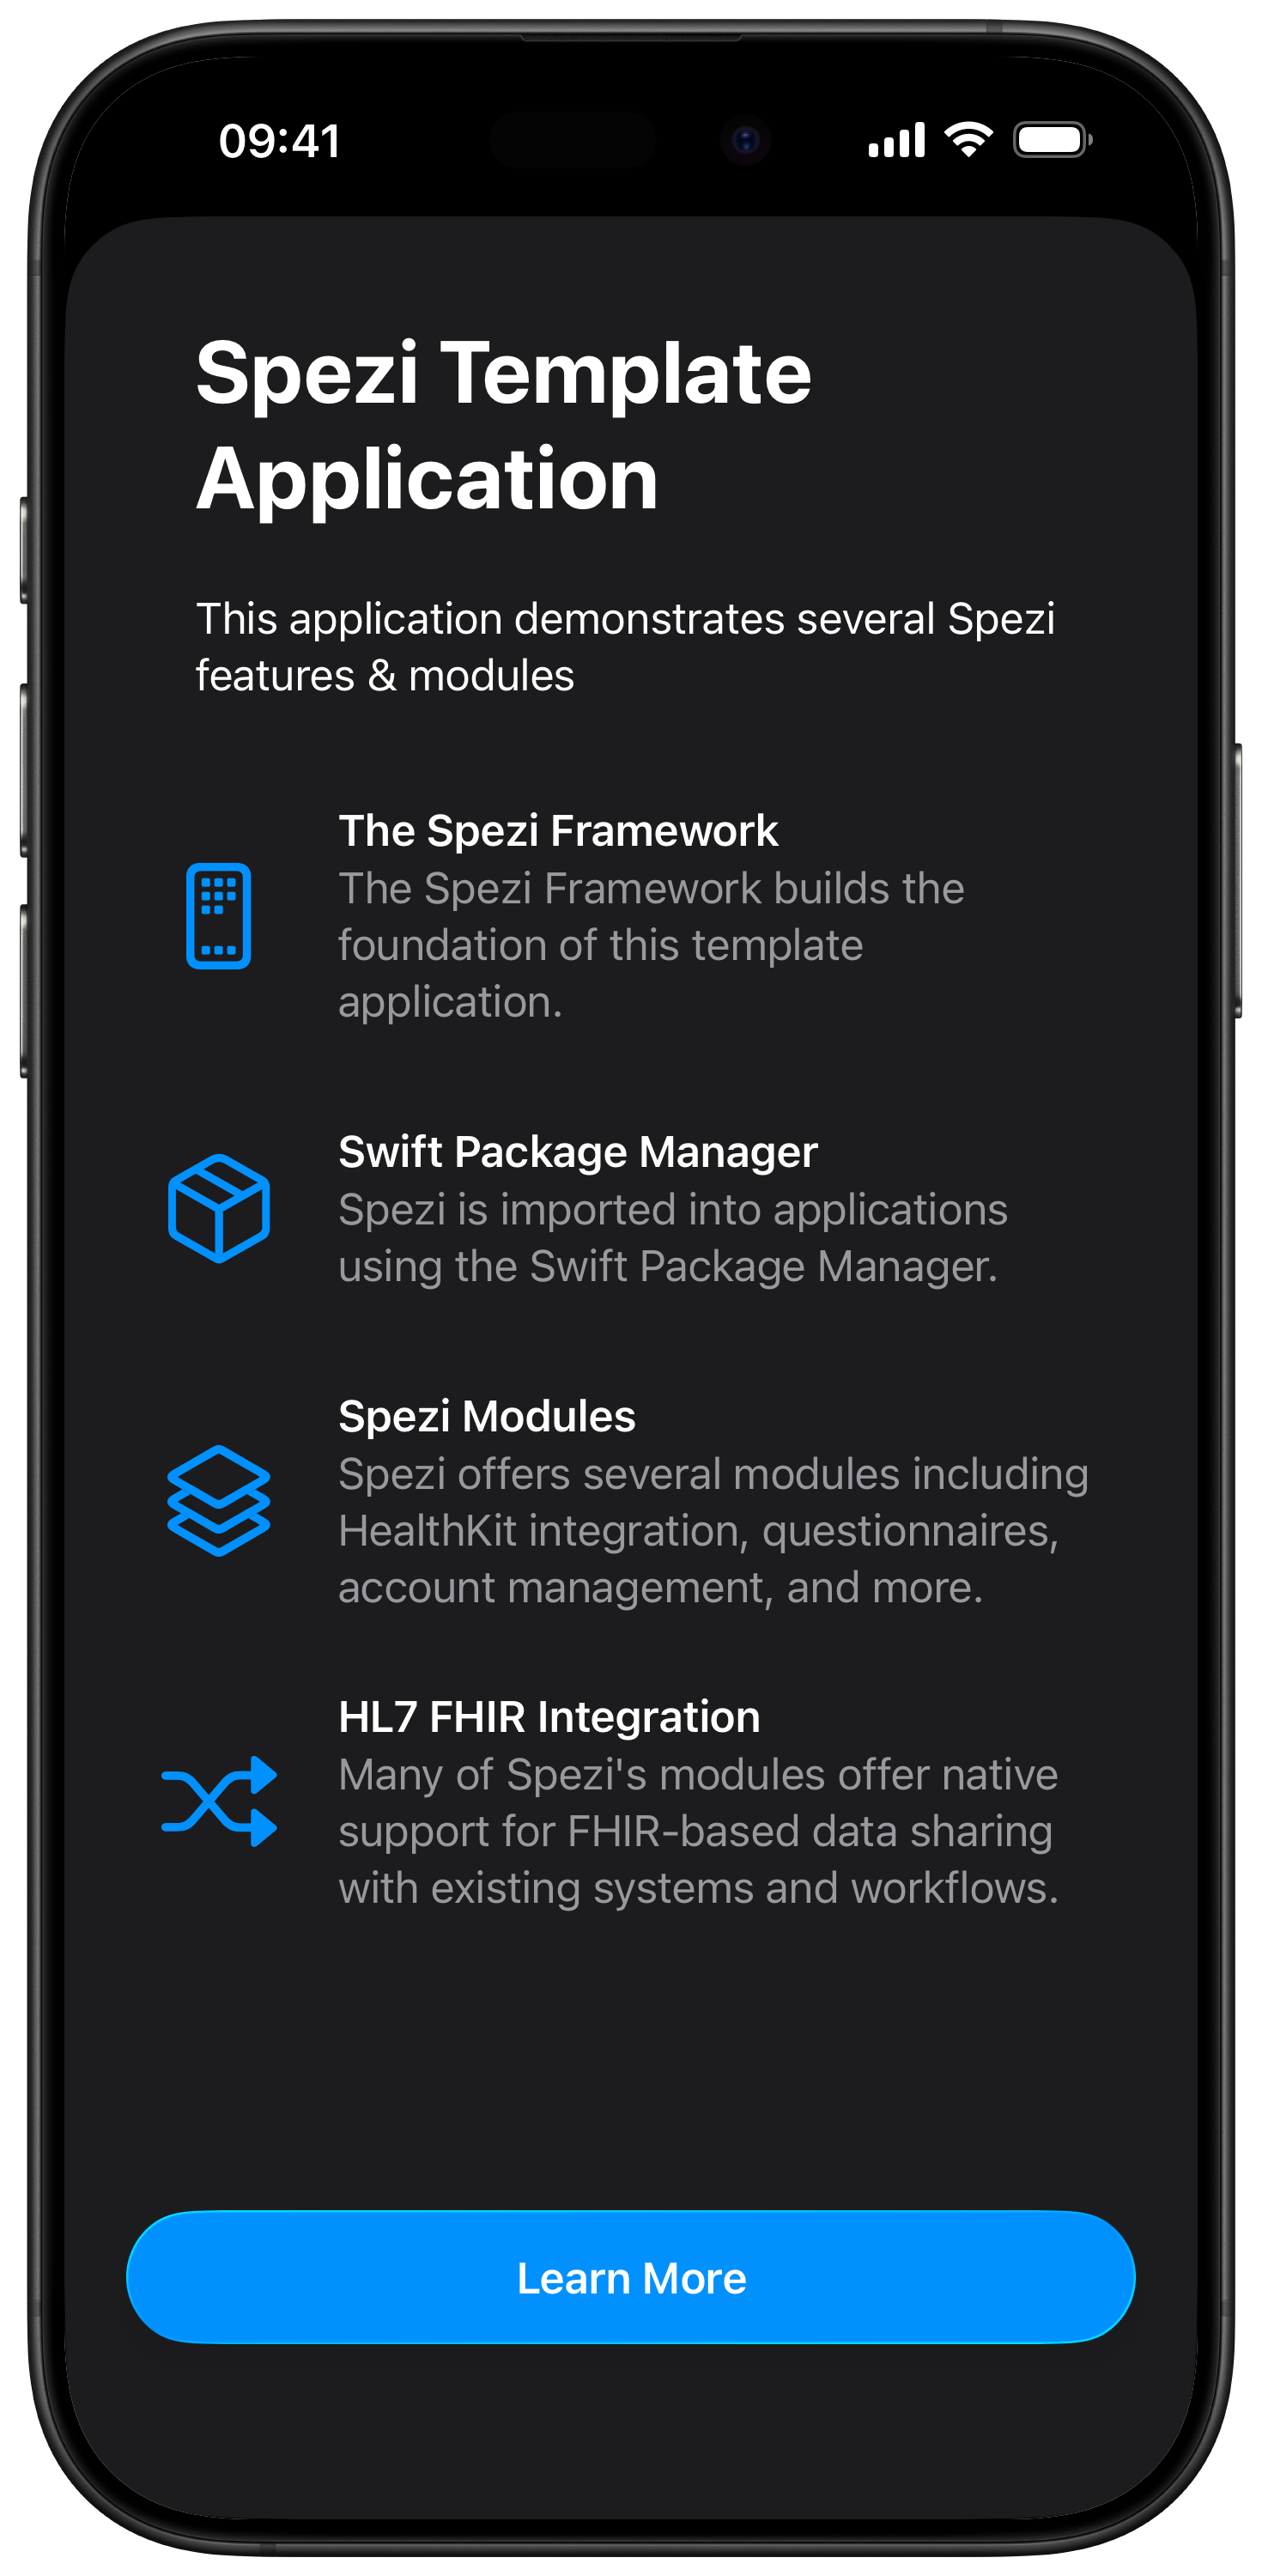 09:41
Spezi Template
Application
This application demonstrates several Spezi
features & modules
The Spezi Framework
The Spezi Framework builds the
foundation of this template
application.
Swift Package Manager
Spezi is imported into applications
using the Swift Package Manager.
Spezi Modules
Spezi offers several modules including
HealthKit integration, questionnaires,
account management, and more.
HL7 FHIR Integration
Many of Spezi's modules offer native
support for FHIR-based data sharing
with existing systems and workflows.
Learn More